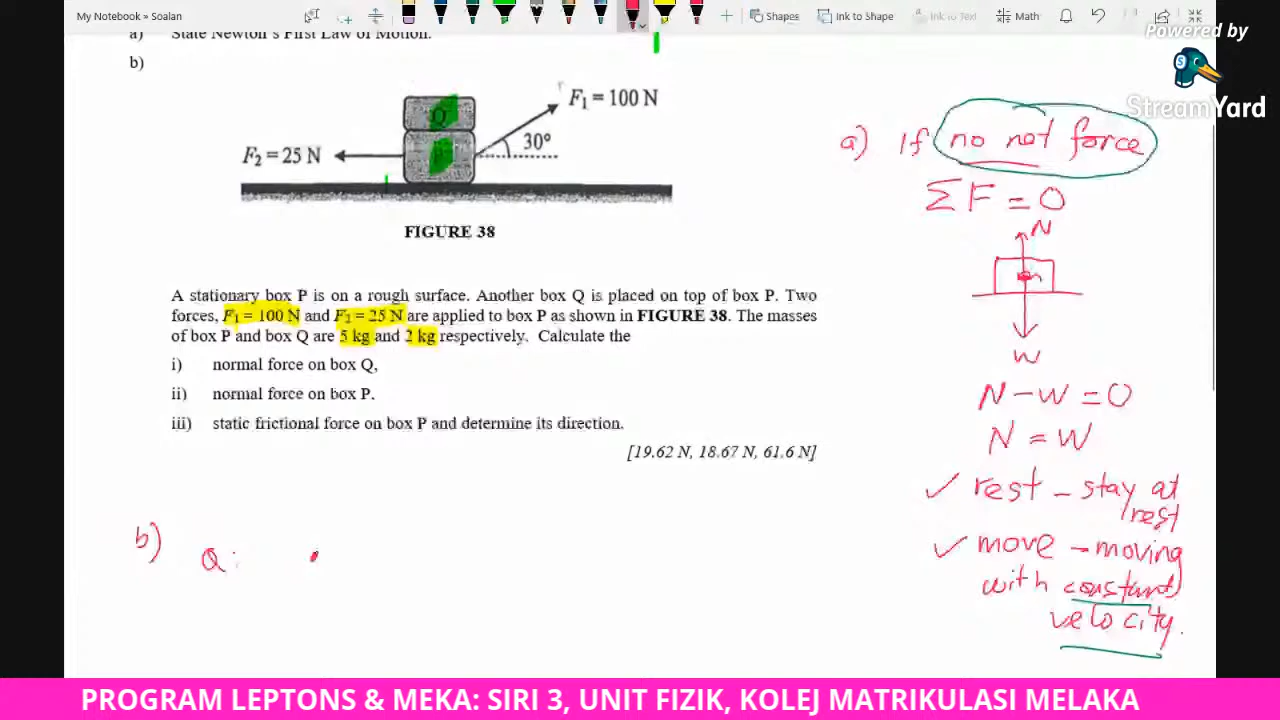 My Notebook » Soalan
Shapes
Ink to Shape
Ink to Text
Math
Powered by
StreamYard
a) State Newton's First Law of Motion.
b)
Q
F₁ = 100 N
30°
F₂ = 25 N
FIGURE 38
A stationary box P is on a rough surface. Another box Q is placed on top of box P. Two
forces, F₁ = 100 N and F₂ = 25 N are applied to box P as shown in FIGURE 38. The masses
of box P and box Q are 5 kg and 2 kg respectively. Calculate the
i) normal force on box Q,
ii) normal force on box P.
iii) static frictional force on box P and determine its direction.
[19.62 N, 18.67 N, 61.6 N]
b) Q:
a) If no net force
ΣF = 0
N
W
N – W = 0
N = W
✓ rest – stay at
rest
✓ move – moving
with constant
velocity.
PROGRAM LEPTONS & MEKA: SIRI 3, UNIT FIZIK, KOLEJ MATRIKULASI MELAKA